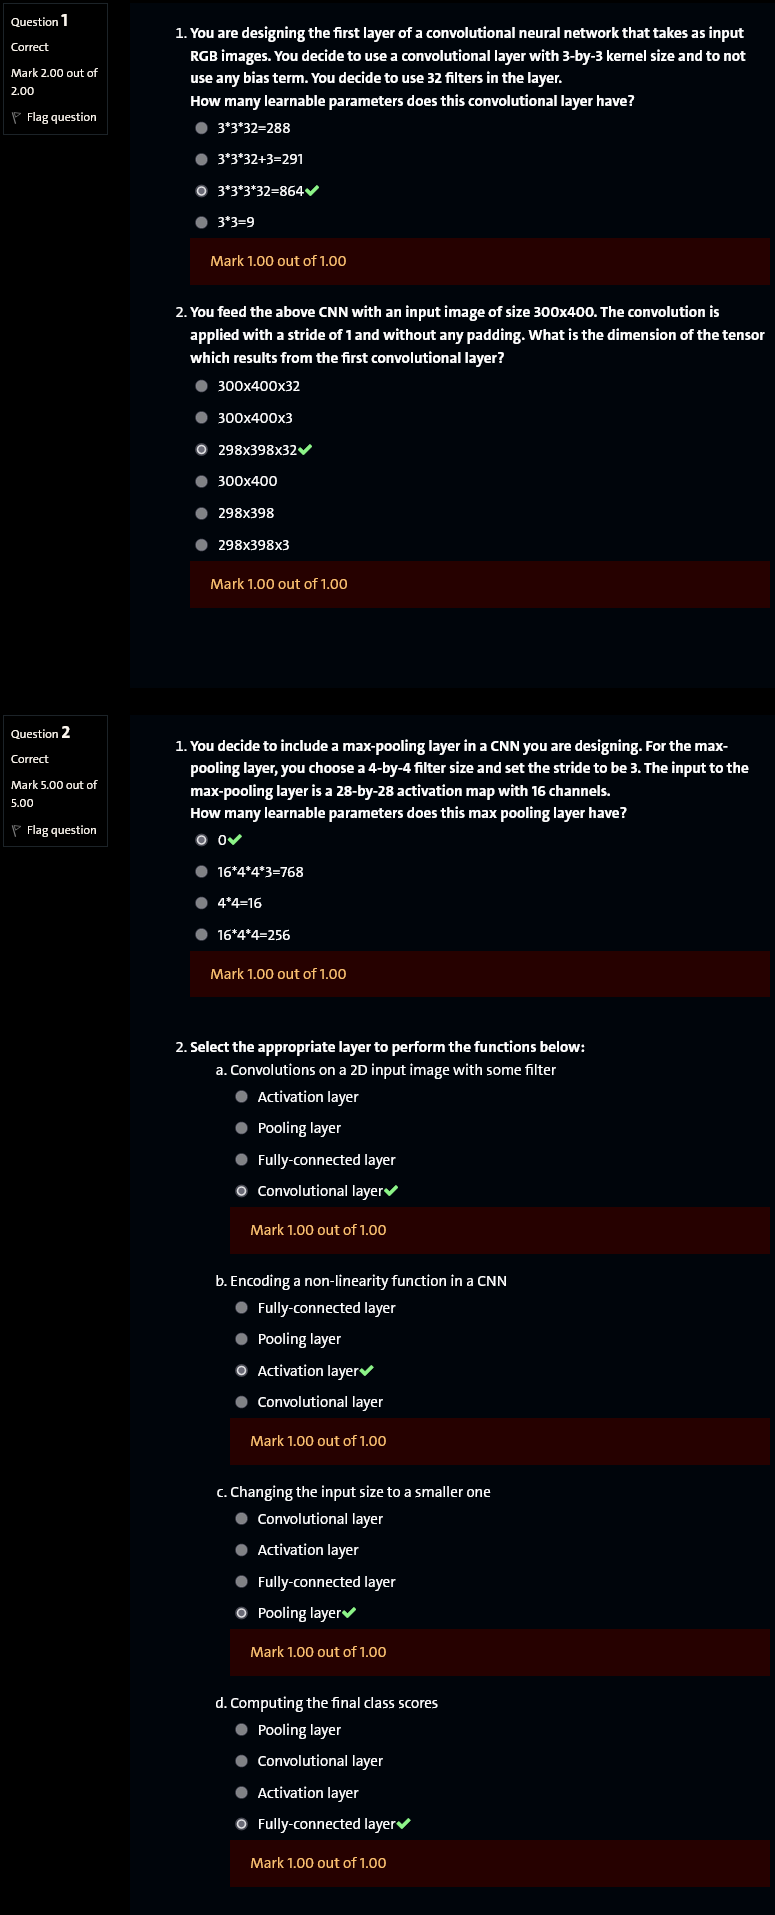 Question 1
Correct
Mark 2.00 out of
2.00
Flag question
1. You are designing the first layer of a convolutional neural network that takes as input
RGB images. You decide to use a convolutional layer with 3-by-3 kernel size and to not
use any bias term. You decide to use 32 filters in the layer.
How many learnable parameters does this convolutional layer have?
3*3*32=288
3*3*32+3=291
3*3*3*32=864
3*3=9
Mark 1.00 out of 1.00
2. You feed the above CNN with an input image of size 300x400. The convolution is
applied with a stride of 1 and without any padding. What is the dimension of the tensor
which results from the first convolutional layer?
300x400x32
300x400x3
298x398x32
300x400
298x398
298x398x3
Mark 1.00 out of 1.00
Question 2
Correct
Mark 5.00 out of
5.00
Flag question
1. You decide to include a max-pooling layer in a CNN you are designing. For the max-
pooling layer, you choose a 4-by-4 filter size and set the stride to be 3. The input to the
max-pooling layer is a 28-by-28 activation map with 16 channels.
How many learnable parameters does this max pooling layer have?
0
16*4*4*3=768
4*4=16
16*4*4=256
Mark 1.00 out of 1.00
2. Select the appropriate layer to perform the functions below:
a. Convolutions on a 2D input image with some filter
Activation layer
Pooling layer
Fully-connected layer
Convolutional layer
Mark 1.00 out of 1.00
b. Encoding a non-linearity function in a CNN
Fully-connected layer
Pooling layer
Activation layer
Convolutional layer
Mark 1.00 out of 1.00
c. Changing the input size to a smaller one
Convolutional layer
Activation layer
Fully-connected layer
Pooling layer
Mark 1.00 out of 1.00
d. Computing the final class scores
Pooling layer
Convolutional layer
Activation layer
Fully-connected layer
Mark 1.00 out of 1.00